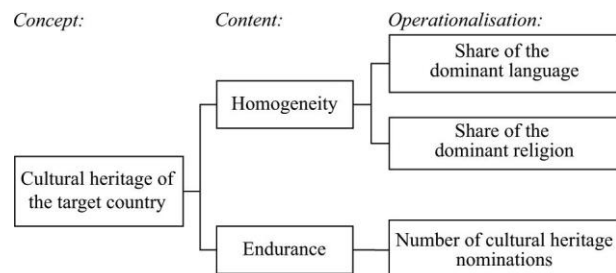 Concept:
Content:
Operationalisation:
Share of the
dominant language
Homogeneity
Share of the
dominant religion
Cultural heritage of
the target country
Endurance
Number of cultural heritage
nominations